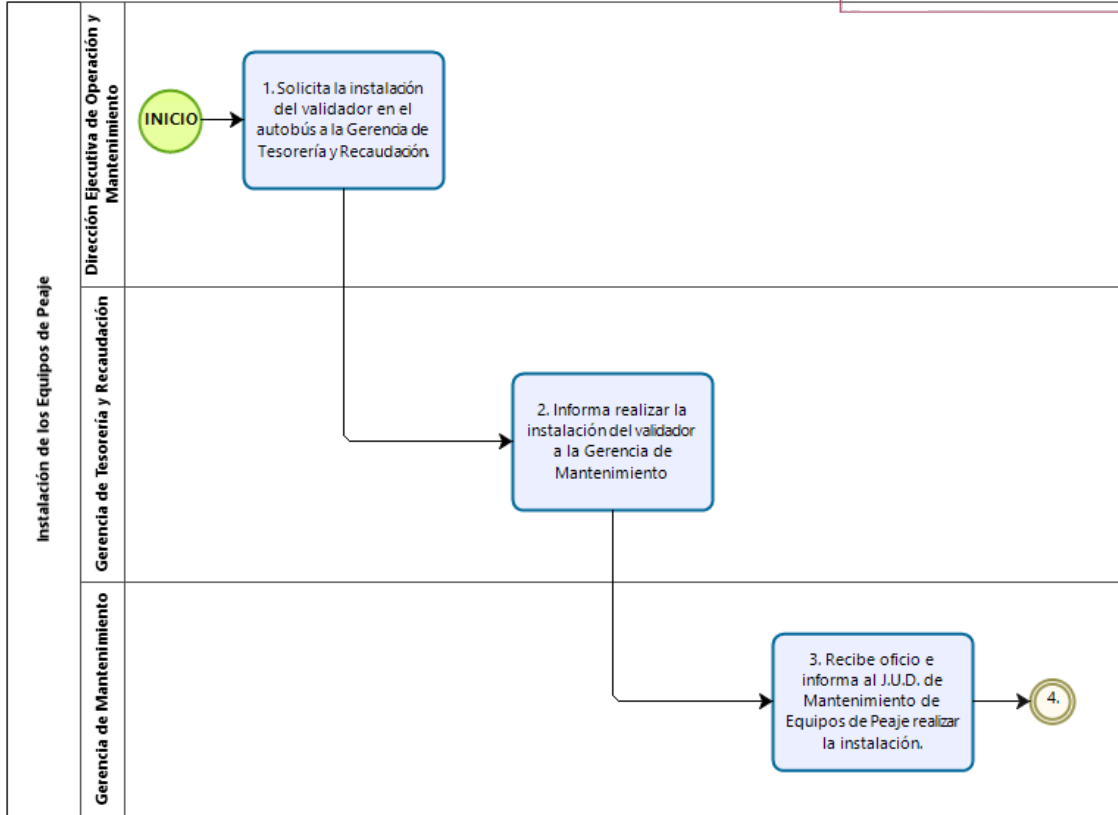 Instalación de los Equipos de Peaje
Dirección Ejecutiva de Operación y
Mantenimiento
INICIO
1. Solicita la instalación
del validador en el
autobús a la Gerencia de
Tesorería y Recaudación.
Gerencia de Tesorería y Recaudación
2. Informa realizar la
instalación del validador
a la Gerencia de
Mantenimiento
Gerencia de Mantenimiento
3. Recibe oficio e
informa al J.U.D. de
Mantenimiento de
Equipos de Peaje realizar
la instalación.
4.